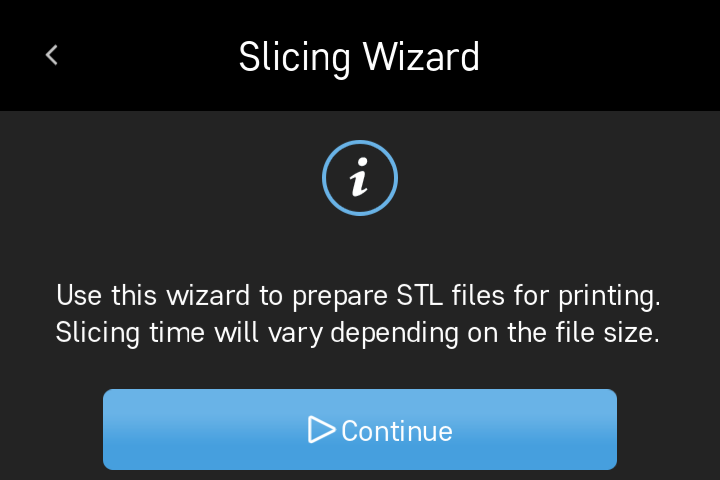 Slicing Wizard
i
Use this wizard to prepare STL files for printing.
Slicing time will vary depending on the file size.
Continue